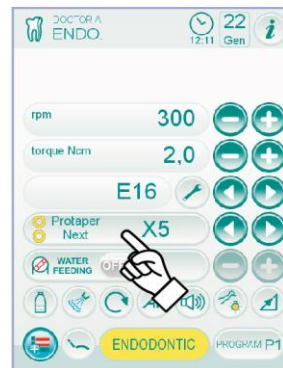 DOCTOR A
ENDO.
12:11
22
Gen
i
rpm 300
torque Ncm 2,0
E16
Protaper
Next
X5
WATER
FEEDING
OFF
ENDODONTIC
PROGRAM P1